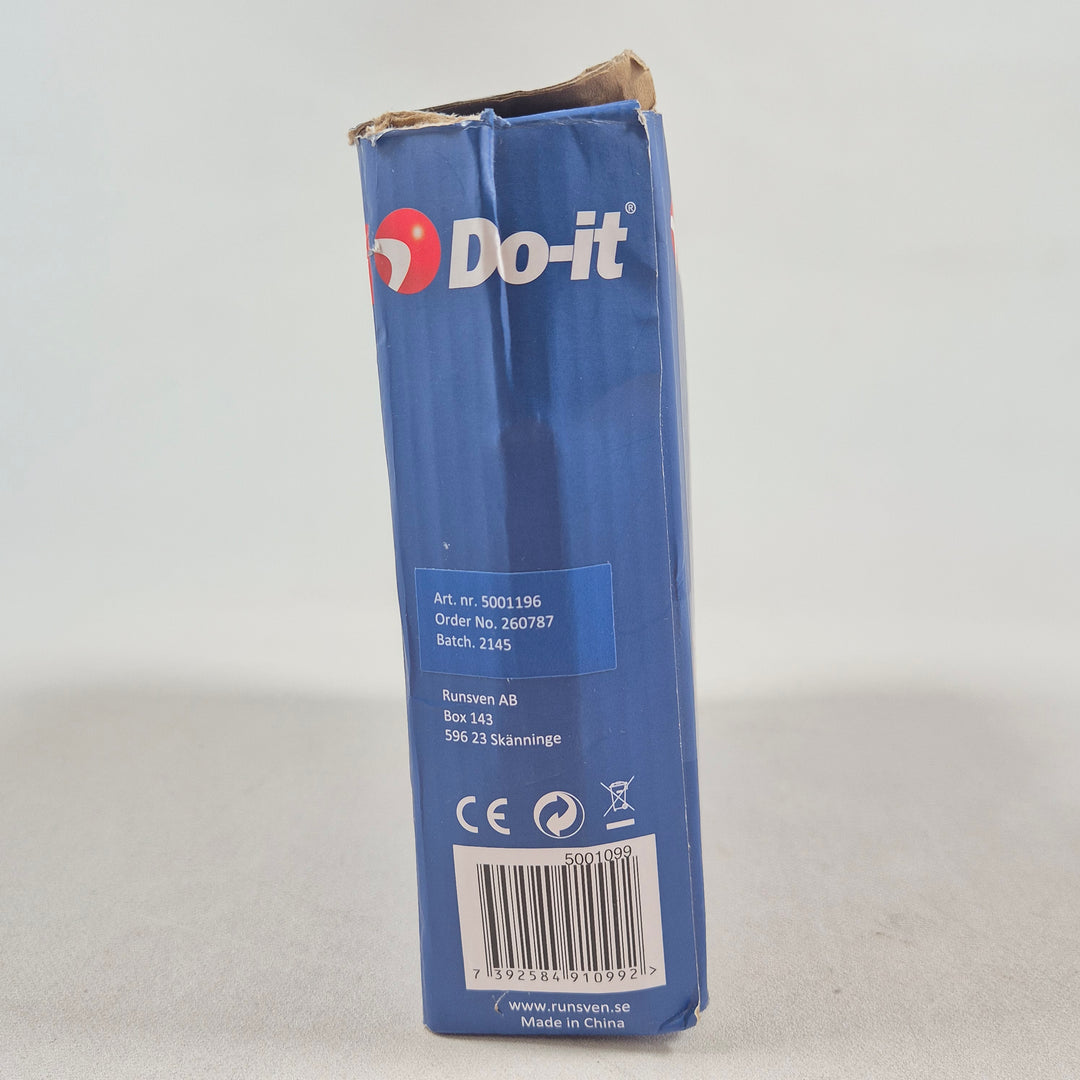 Do-it®
Art. nr. 5001196
Order No. 260787
Batch. 2145
Runsven AB
Box 143
596 23 Skänninge
CE
5001099
7 392584 910992 >
www.runsven.se
Made in China